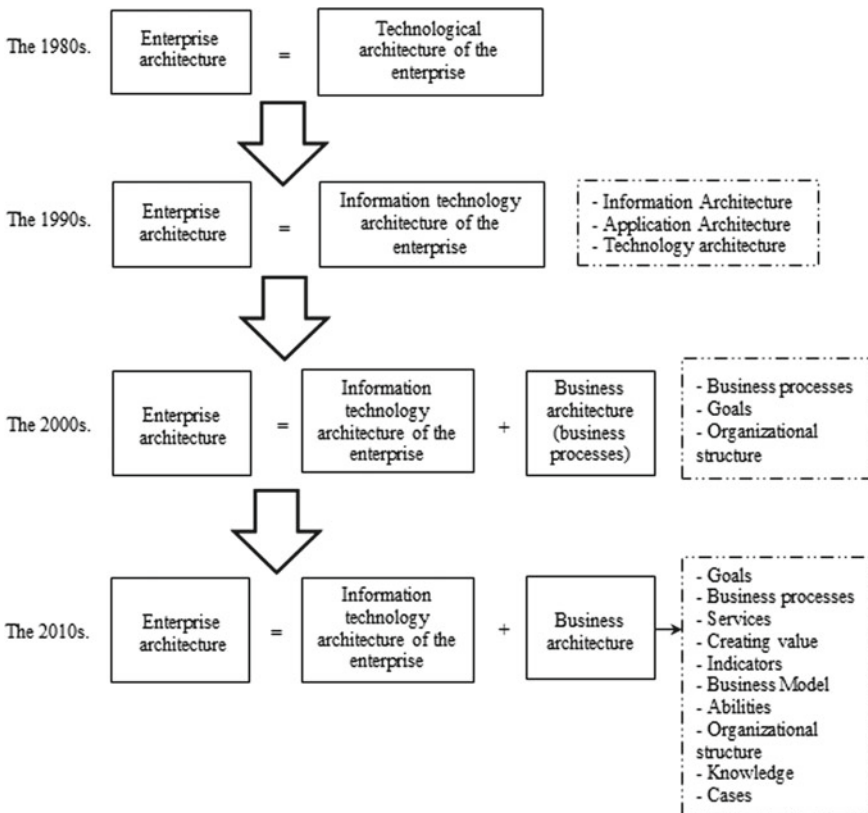 The 1980s.
Enterprise
architecture
=
Technological
architecture of the
enterprise
The 1990s.
Enterprise
architecture
=
Information technology
architecture of the
enterprise
- Information Architecture
- Application Architecture
- Technology architecture
The 2000s.
Enterprise
architecture
=
Information
technology
architecture of the
enterprise
+
Business
architecture
(business
processes)
- Business processes
- Goals
- Organizational
structure
The 2010s.
Enterprise
architecture
=
Information
technology
architecture of the
enterprise
+
Business
architecture
- Goals
- Business processes
- Services
- Creating value
- Indicators
- Business Model
- Abilities
- Organizational
structure
- Knowledge
- Cases